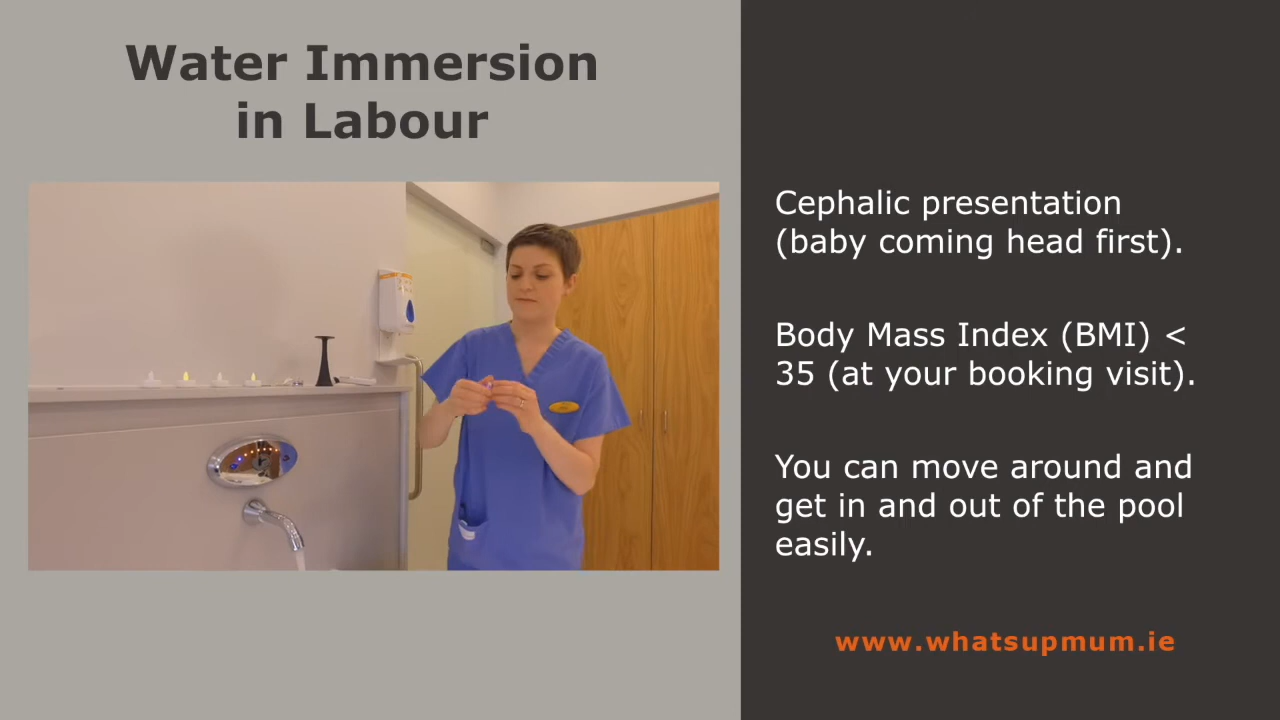 Water Immersion
in Labour
Cephalic presentation
(baby coming head first).
Body Mass Index (BMI) <
35 (at your booking visit).
You can move around and
get in and out of the pool
easily.
www.whatsupmum.ie